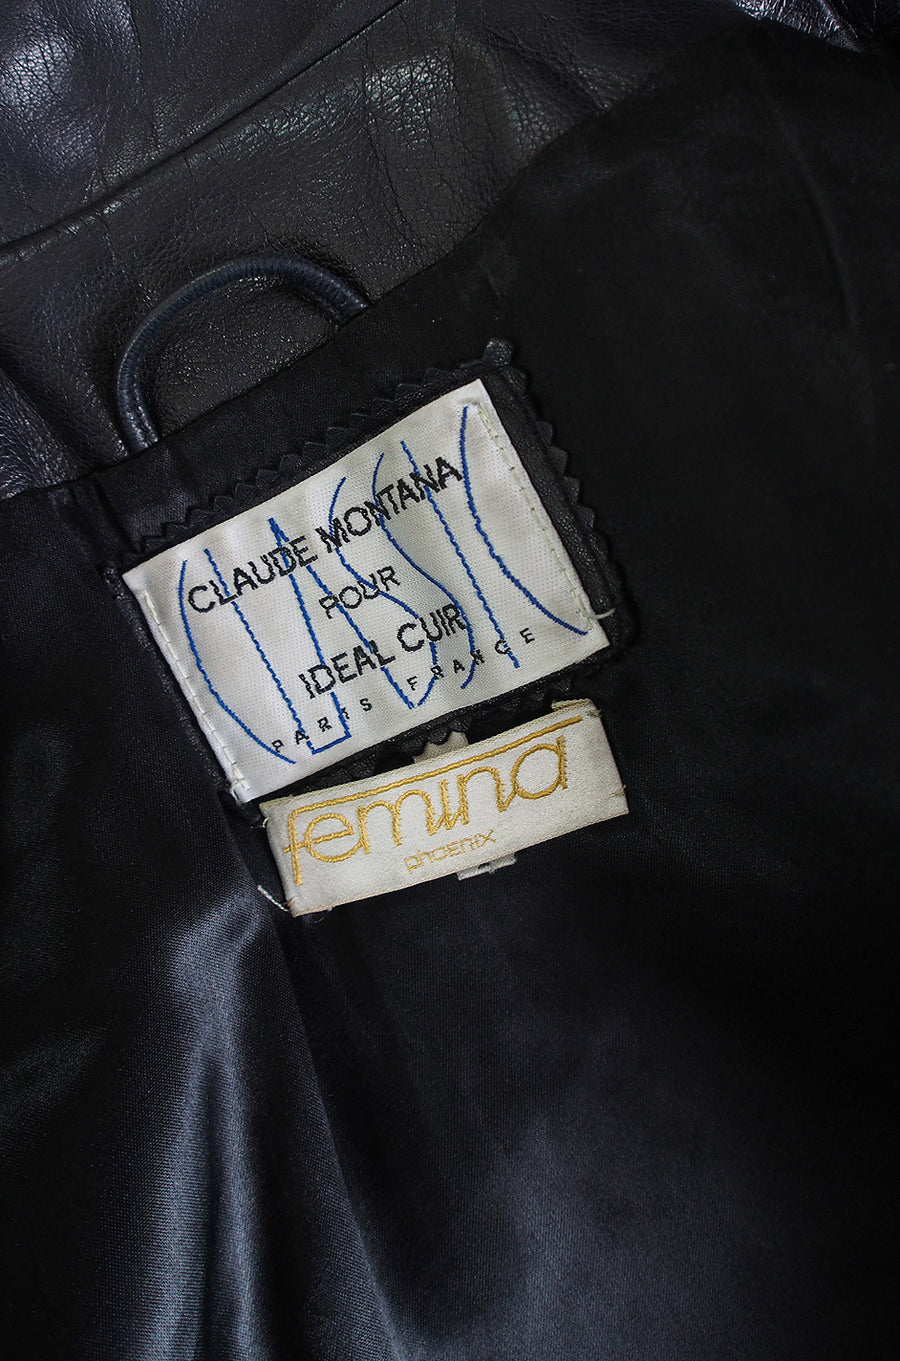 CLAUDE MONTANA
POUR
IDEAL CUIR
PARIS FRANCE
femina
phoenix